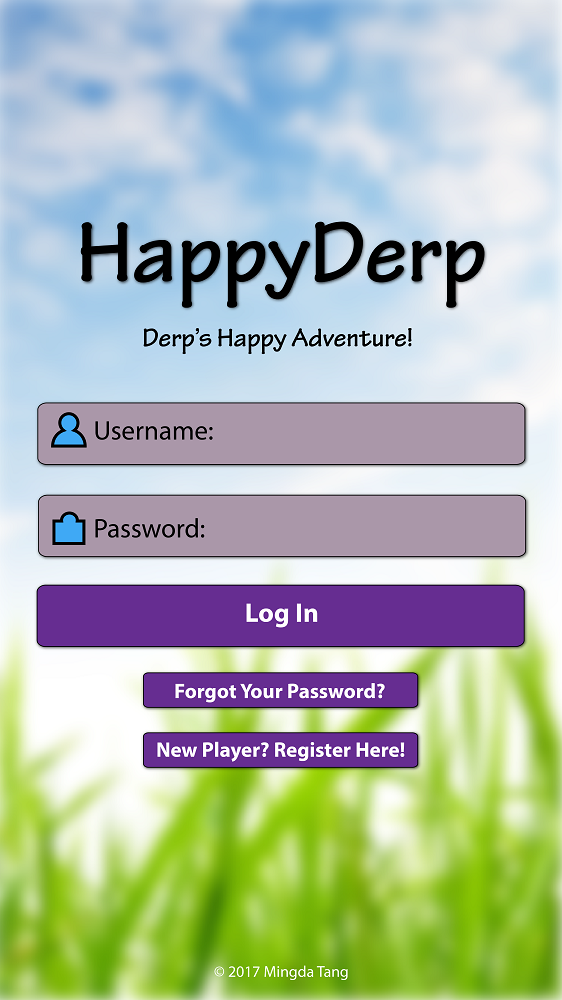 HappyDerp
Derp's Happy Adventure!
Username:
Password:
Log In
Forgot Your Password?
New Player? Register Here!
© 2017 Mingda Tang